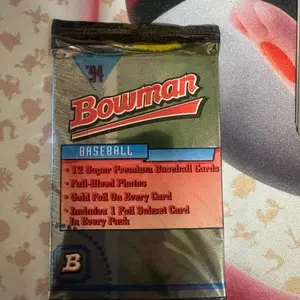 '94
Bowman
BASEBALL
• 12 Super Premium Baseball Cards
• Full-Bleed Photos
• Gold Foil On Every Card
• Includes 1 Foil Subset Card
In Every Pack
B